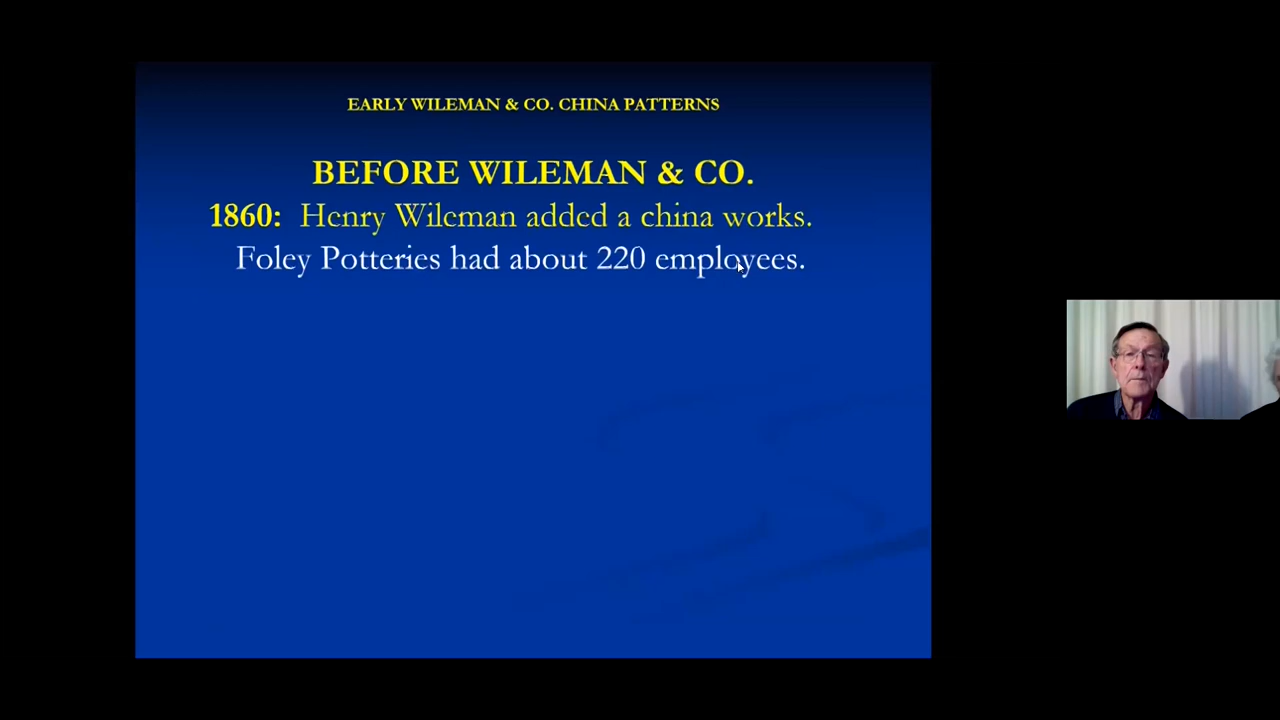 EARLY WILEMAN & CO. CHINA PATTERNS
BEFORE WILEMAN & CO.
1860: Henry Wileman added a china works.
Foley Potteries had about 220 employees.